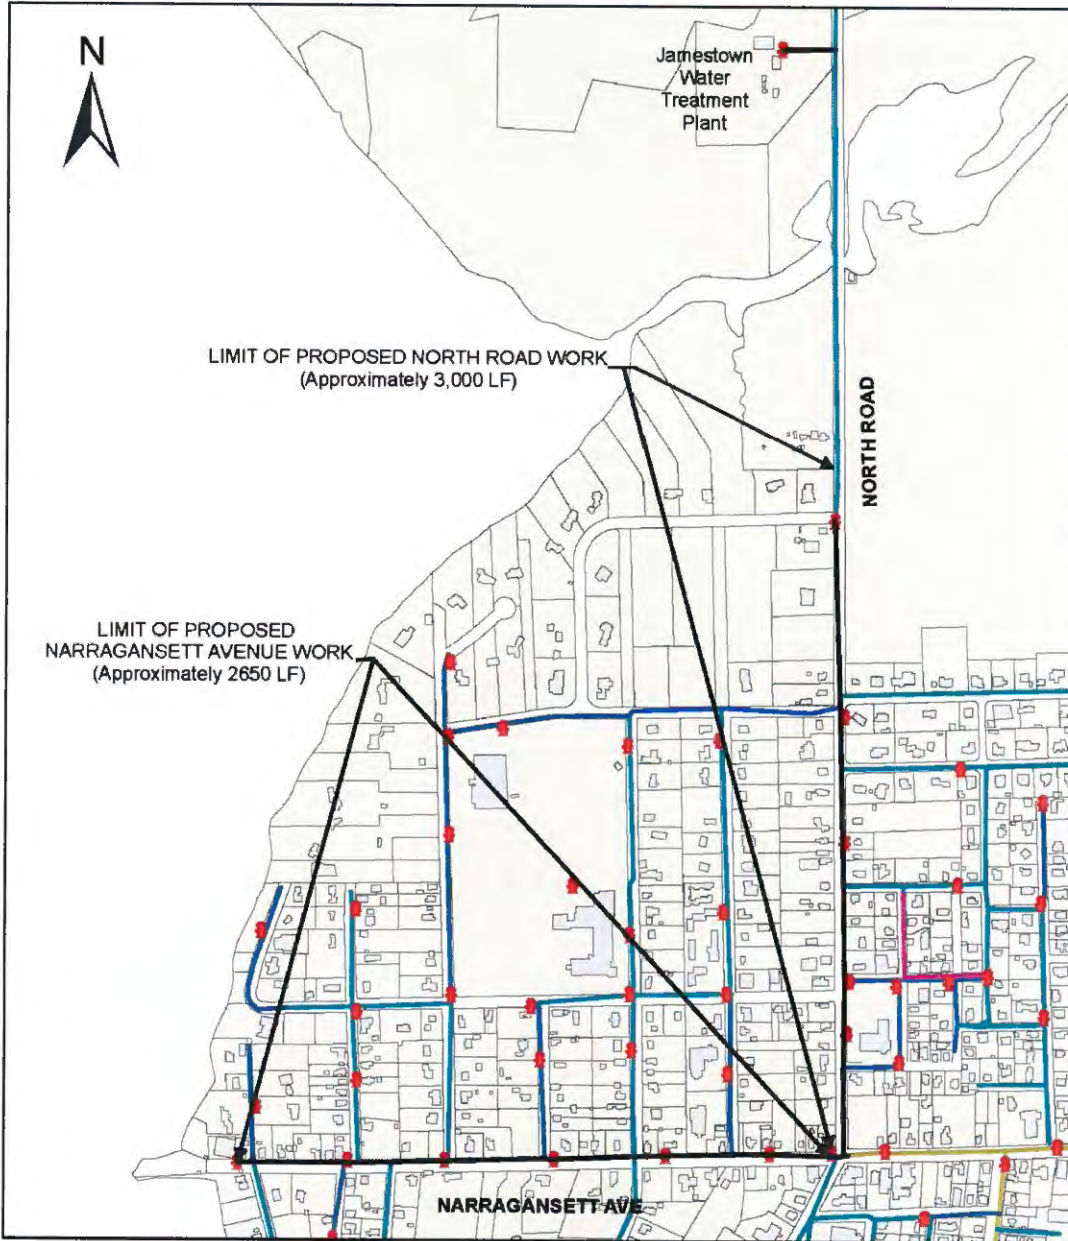 N
Jamestown
Water
Treatment
Plant
LIMIT OF PROPOSED NORTH ROAD WORK
(Approximately 3,000 LF)
NORTH ROAD
LIMIT OF PROPOSED
NARRAGANSETT AVENUE WORK
(Approximately 2650 LF)
NARRAGANSETT AVE